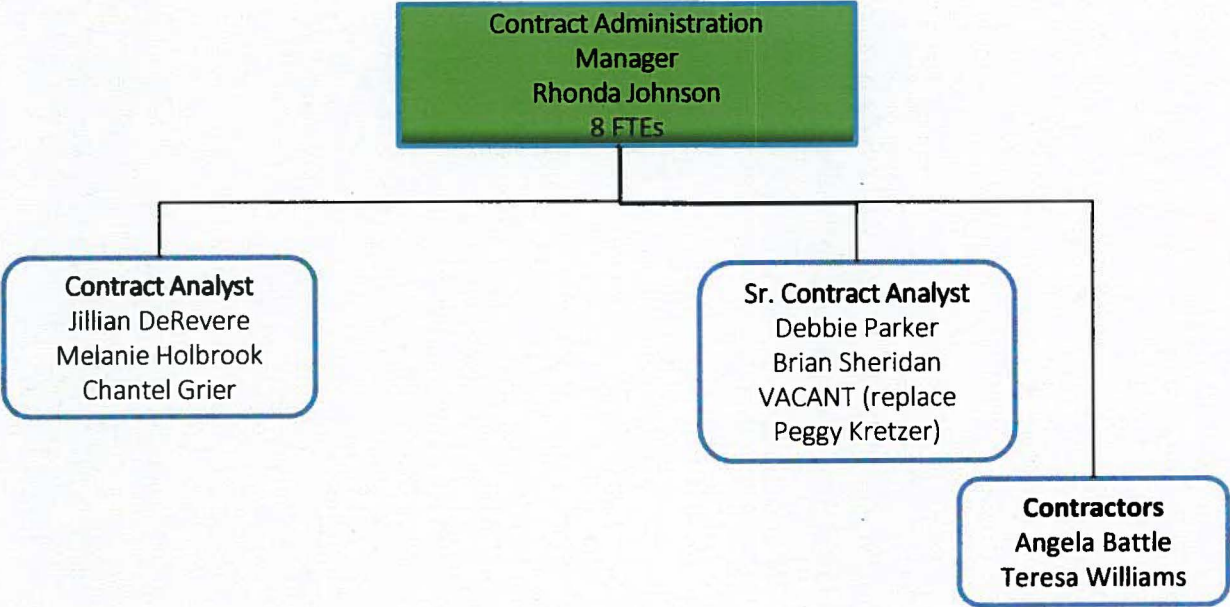 Contract Administration
Manager
Rhonda Johnson
8 FTEs
Contract Analyst
Jillian DeRevere
Melanie Holbrook
Chantel Grier
Sr. Contract Analyst
Debbie Parker
Brian Sheridan
VACANT (replace
Peggy Kretzer)
Contractors
Angela Battle
Teresa Williams